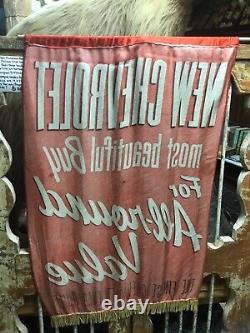 NEW CHEVROLET
most beautiful Buy
For
All-round
Value